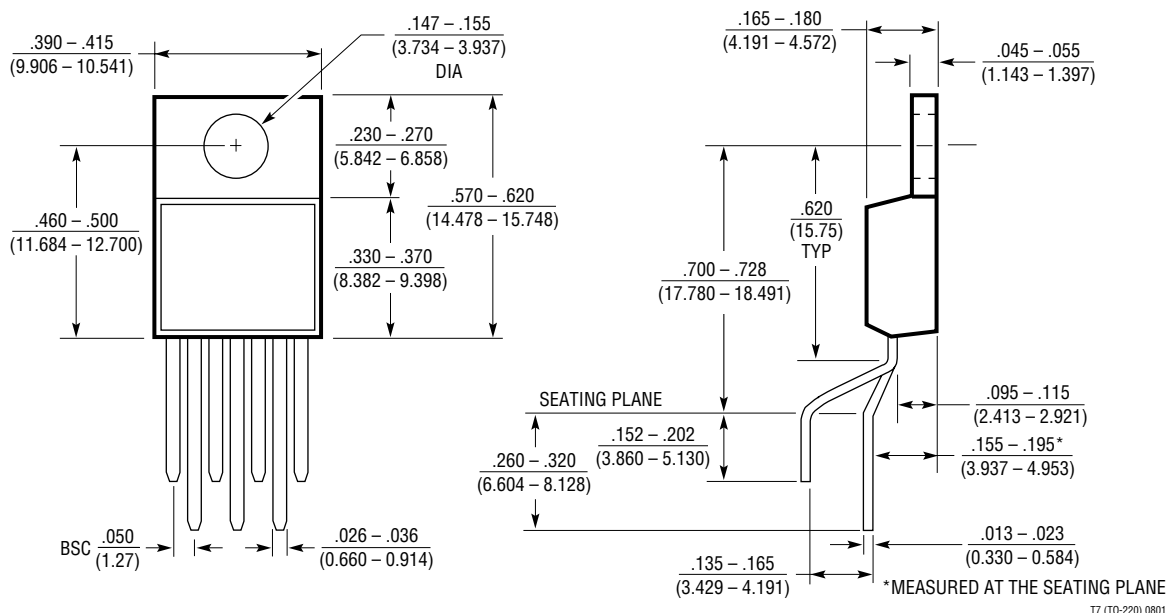 .390 – .415
(9.906 – 10.541)
.147 – .155
(3.734 – 3.937)
DIA
.230 – .270
(5.842 – 6.858)
.570 – .620
(14.478 – 15.748)
.460 – .500
(11.684 – 12.700)
.330 – .370
(8.382 – 9.398)
BSC
.050
(1.27)
.026 – .036
(0.660 – 0.914)
.165 – .180
(4.191 – 4.572)
.045 – .055
(1.143 – 1.397)
.620
(15.75)
TYP
.700 – .728
(17.780 – 18.491)
SEATING PLANE
.152 – .202
(3.860 – 5.130)
.260 – .320
(6.604 – 8.128)
.095 – .115
(2.413 – 2.921)
.155 – .195*
(3.937 – 4.953)
.013 – .023
(0.330 – 0.584)
.135 – .165
(3.429 – 4.191)
*MEASURED AT THE SEATING PLANE
T7 (TO-220) 0801